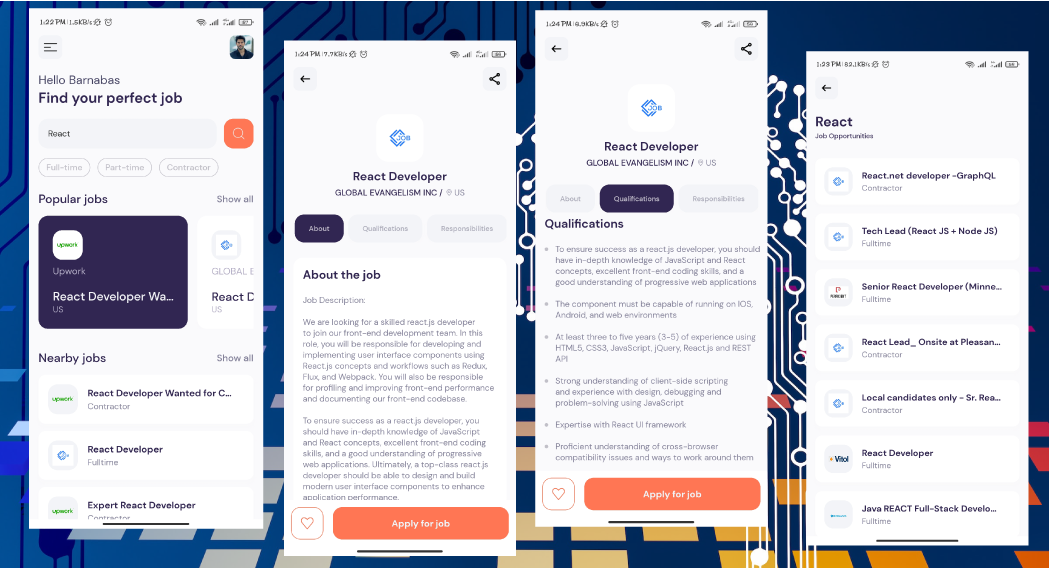 1:22 PM | 1.5KB/s
Hello Barnabas
Find your perfect job
React
Full-time
Part-time
Contractor
Popular jobs
Show all
upwork
Upwork
React Developer Wa...
US
GLOBAL E
React D
US
Nearby jobs
Show all
upwork
React Developer Wanted for C...
Contractor
React Developer
Fulltime
upwork
Expert React Developer
Contractor
1:24 PM | 7.7KB/s
JOB
React Developer
GLOBAL EVANGELISM INC / US
About
Qualifications
Responsibilities
About the job
Job Description:
We are looking for a skilled react.js developer
to join our front-end development team. In this
role, you will be responsible for developing and
implementing user interface components using
React.js concepts and workflows such as Redux,
Flux, and Webpack. You will also be responsible
for profiling and improving front-end performance
and documenting our front-end codebase.
To ensure success as a react.js developer, you
should have in-depth knowledge of JavaScript
and React concepts, excellent front-end coding
skills, and a good understanding of progressive
web applications. Ultimately, a top-class react.js
developer should be able to design and build
modern user interface components to enhance
application performance.
Apply for job
1:24 PM | 6.9KB/s
JOB
React Developer
GLOBAL EVANGELISM INC / US
About
Qualifications
Responsibilities
Qualifications
To ensure success as a react.js developer, you should
have in-depth knowledge of JavaScript and React
concepts, excellent front-end coding skills, and a
good understanding of progressive web applications
The component must be capable of running on IOS,
Android, and web environments
At least three to five years (3-5) of experience using
HTML5, CSS3, JavaScript, jQuery, React.js and REST
API
Strong understanding of client-side scripting
and experience with design, debugging and
problem-solving using JavaScript
Expertise with React UI framework
Proficient understanding of cross-browser
compatibility issues and ways to work around them
Apply for job
1:23 PM | 82.1KB/s
React
Job Opportunities
React.net developer -GraphQL
Contractor
Tech Lead (React JS + Node JS)
Fulltime
Senior React Developer (Minne...
Fulltime
React Lead_ Onsite at Pleasan...
Contractor
Local candidates only - Sr. Rea...
Contractor
Vitol
React Developer
Fulltime
Java REACT Full-Stack Develo...
Fulltime